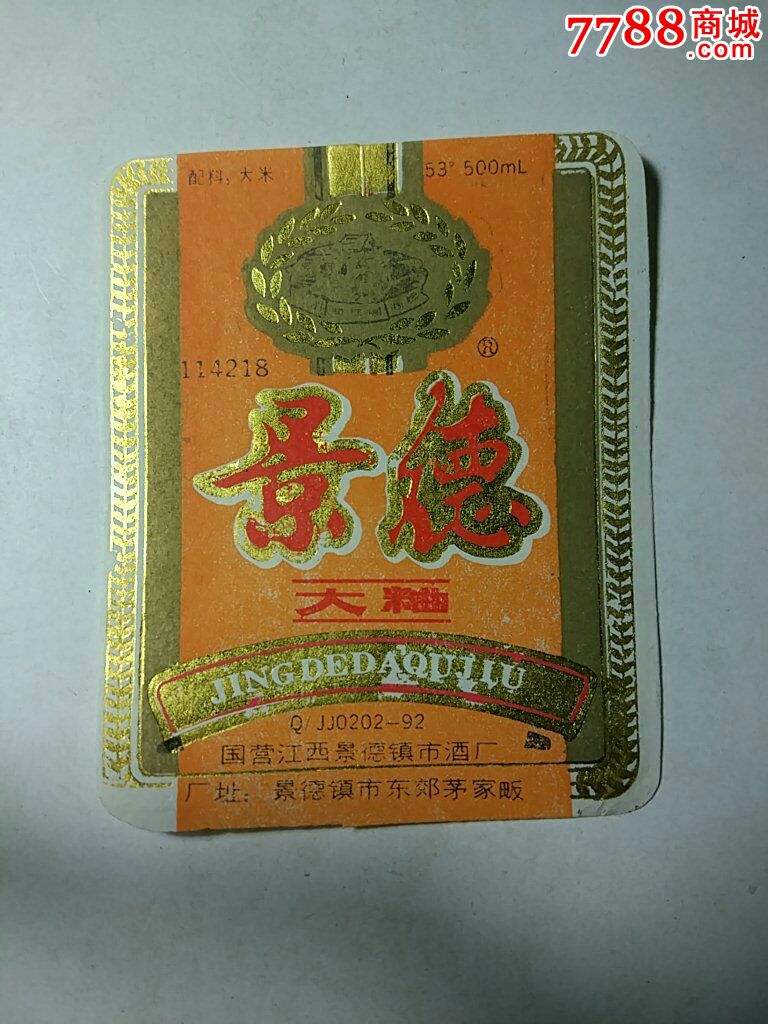 7788商城
.com
配料，大米
53° 500mL
®
114218
景德
大䊦
JINGDEDAQUJIU
Q/JJ0202-92
国营江西景德镇市酒厂
厂址：景德镇市东郊茅家畈